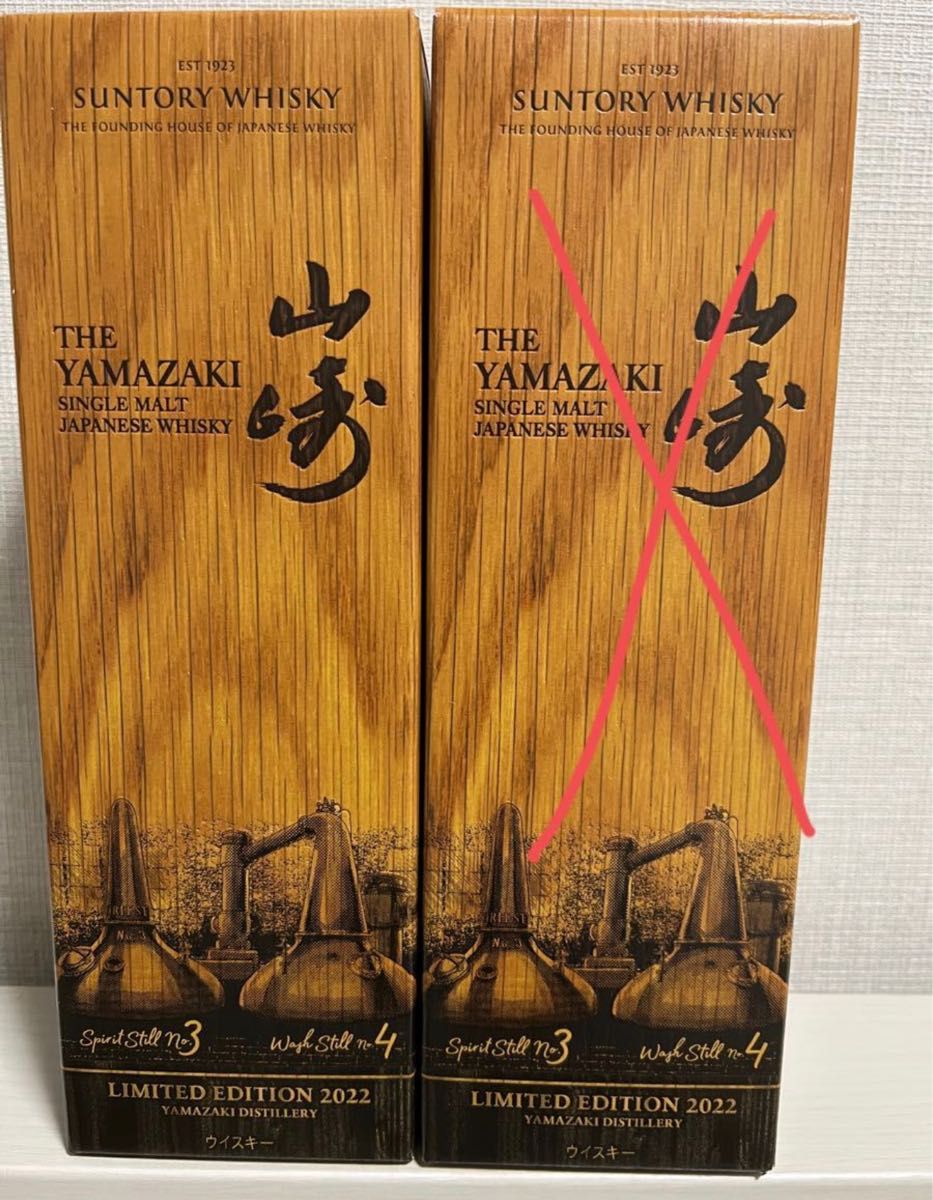 EST 1923
SUNTORY WHISKY
THE FOUNDING HOUSE OF JAPANESE WHISKY
THE
YAMAZAKI
SINGLE MALT
JAPANESE WHISKY
山崎
Spirit Still No.3
Wash Still no.4
LIMITED EDITION 2022
YAMAZAKI DISTILLERY
ウイスキー
EST 1923
SUNTORY WHISKY
THE FOUNDING HOUSE OF JAPANESE WHISKY
THE
YAMAZAKI
SINGLE MALT
JAPANESE WHISKY
山崎
Spirit Still No.3
Wash Still no.4
LIMITED EDITION 2022
YAMAZAKI DISTILLERY
ウイスキー